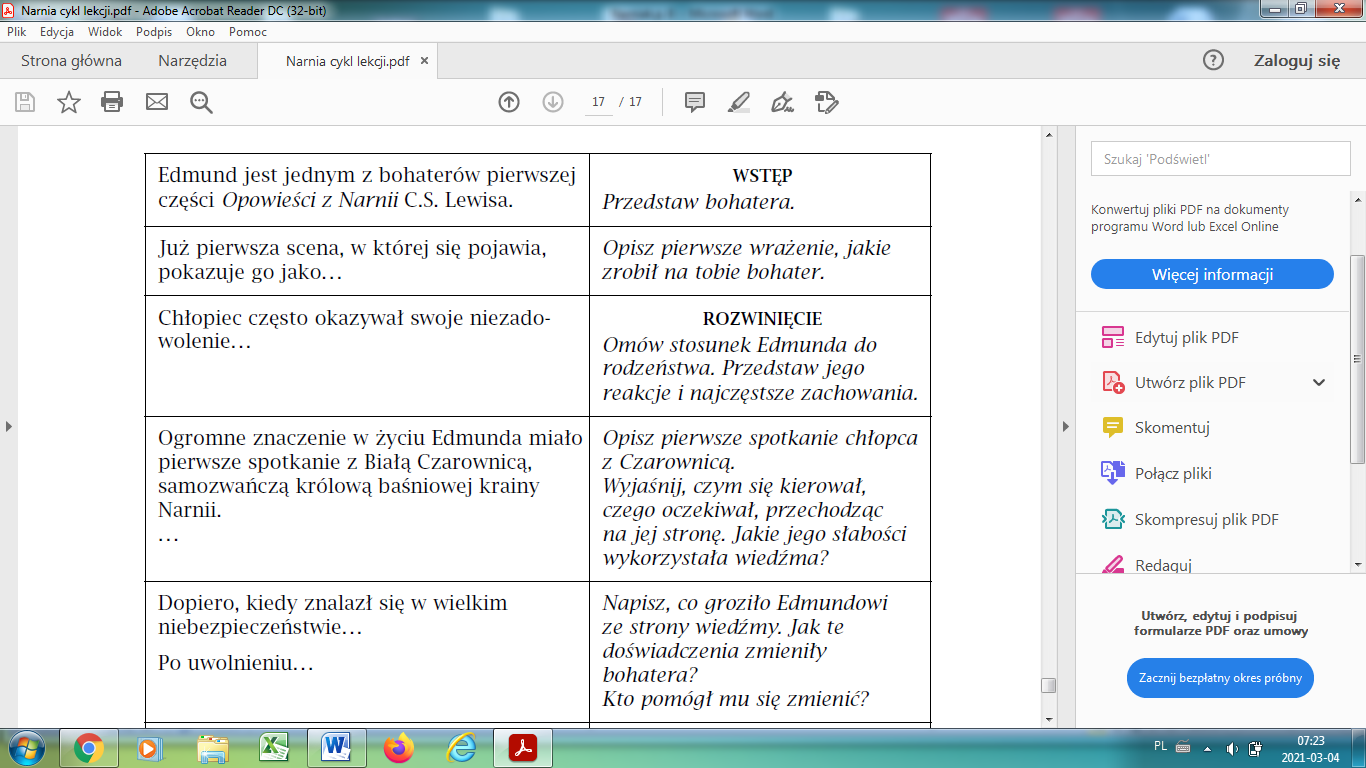 Narnia cykl lekcji.pdf - Adobe Acrobat Reader DC (32-bit)
Plik Edycja Widok Podpis Okno Pomoc
Strona główna Narzędzia Narnia cykl lekcji.pdf × Zaloguj się
17 / 17
Edmund jest jednym z bohaterów pierwszej
części Opowieści z Narnii C.S. Lewisa.
WSTĘP
Przedstaw bohatera.
Już pierwsza scena, w której się pojawia,
pokazuje go jako…
Opisz pierwsze wrażenie, jakie
zrobił na tobie bohater.
Chłopiec często okazywał swoje niezado-
wolenie…
ROZWINIĘCIE
Omów stosunek Edmunda do
rodzeństwa. Przedstaw jego
reakcje i najczęstsze zachowania.
Ogromne znaczenie w życiu Edmunda miało
pierwsze spotkanie z Białą Czarownicą,
samozwańczą królową baśniowej krainy
Narnii.
…
Opisz pierwsze spotkanie chłopca
z Czarownicą.
Wyjaśnij, czym się kierował,
czego oczekiwał, przechodząc
na jej stronę. Jakie jego słabości
wykorzystała wiedźma?
Dopiero, kiedy znalazł się w wielkim
niebezpieczeństwie…
Po uwolnieniu…
Napisz, co groziło Edmundowi
ze strony wiedźmy. Jak te
doświadczenia zmieniły
bohatera?
Kto pomógł mu się zmienić?
Szukaj 'Podświetl'
Konwertuj pliki PDF na dokumenty
programu Word lub Excel Online
Więcej informacji
Edytuj plik PDF
Utwórz plik PDF
Skomentuj
Połącz pliki
Skompresuj plik PDF
Redaguj
Utwórz, edytuj i podpisuj
formularze PDF oraz umowy
Zacznij bezpłatny okres próbny
PL
07:23
2021-03-04